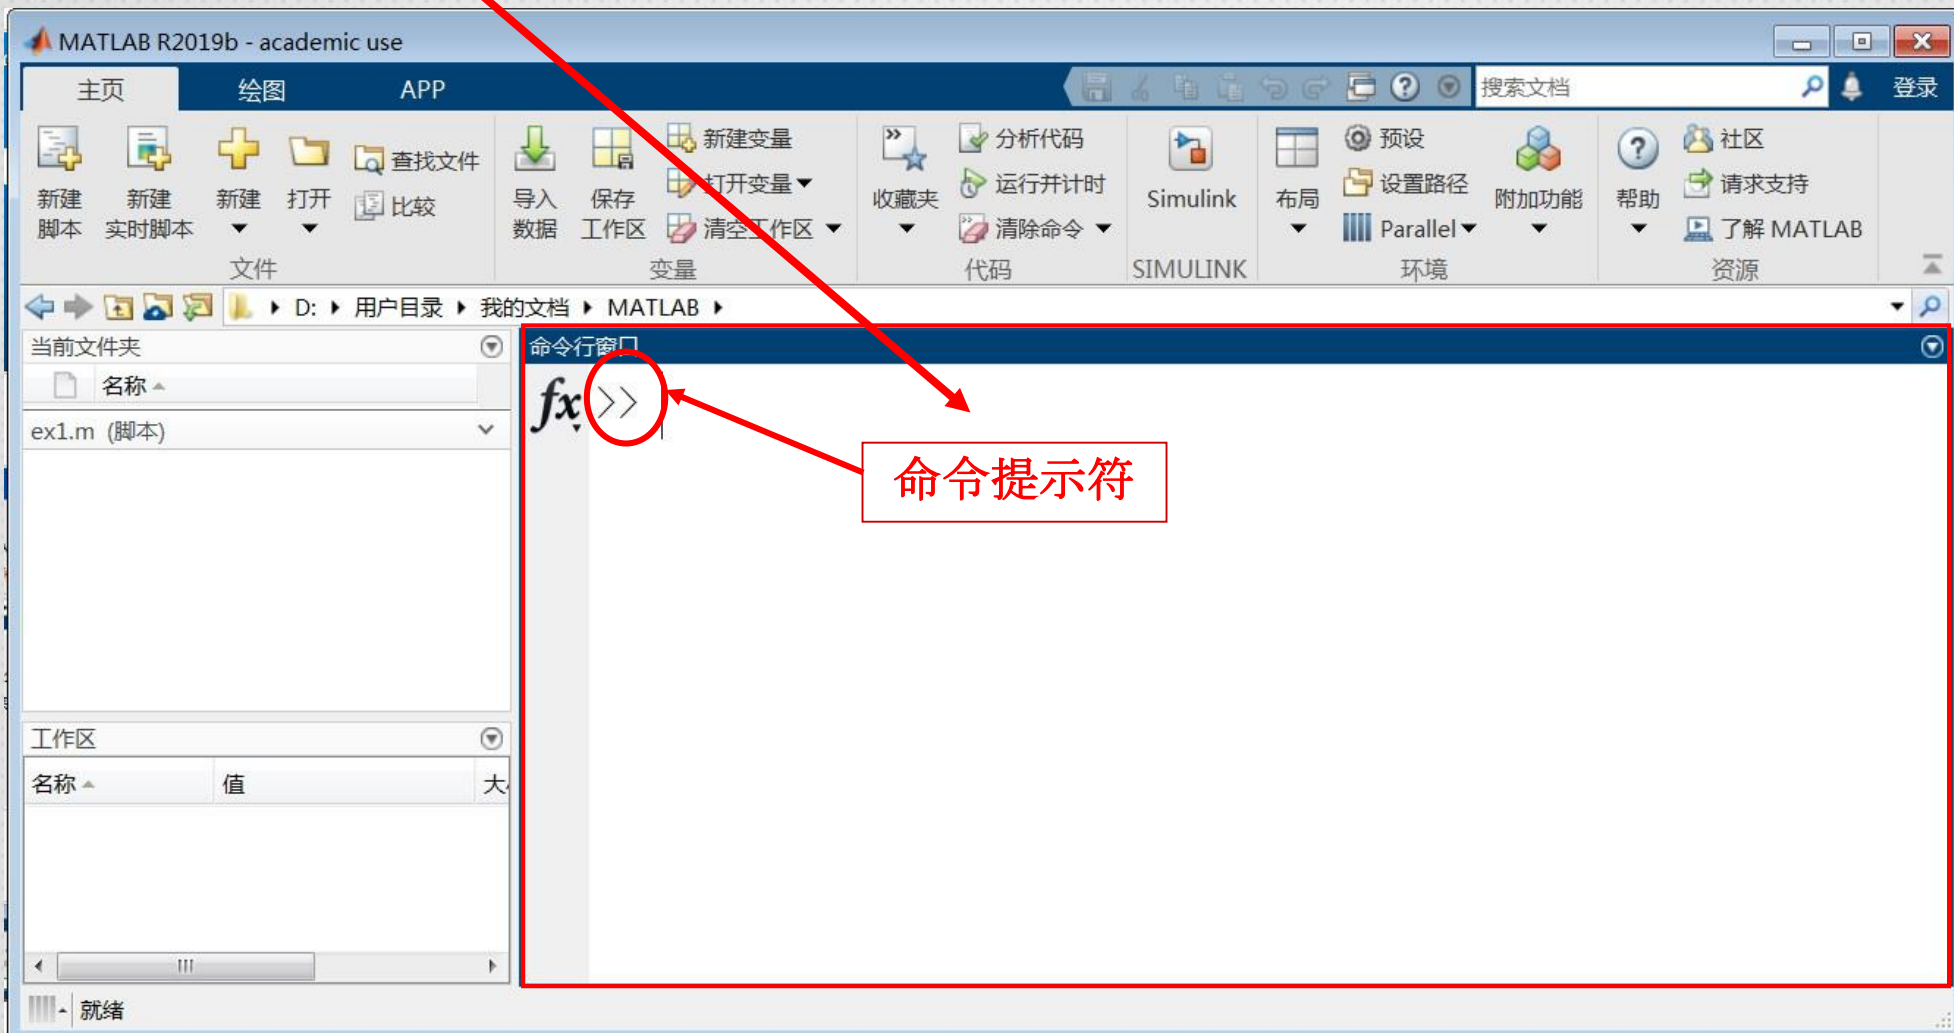 MATLAB R2019b - academic use
主页 绘图 APP 搜索文档 登录
新建脚本 新建实时脚本 新建 打开 查找文件 比较
文件
导入数据 保存工作区 新建变量 打开变量 清空工作区
变量
收藏夹 分析代码 运行并计时 清除命令
代码
Simulink
SIMULINK
布局 预设 设置路径 Parallel 附加功能
环境
帮助 社区 请求支持 了解 MATLAB
资源
D: 用户目录 我的文档 MATLAB
当前文件夹
名称
ex1.m (脚本)
工作区
名称 值
命令行窗口
fx >>
命令提示符
就绪